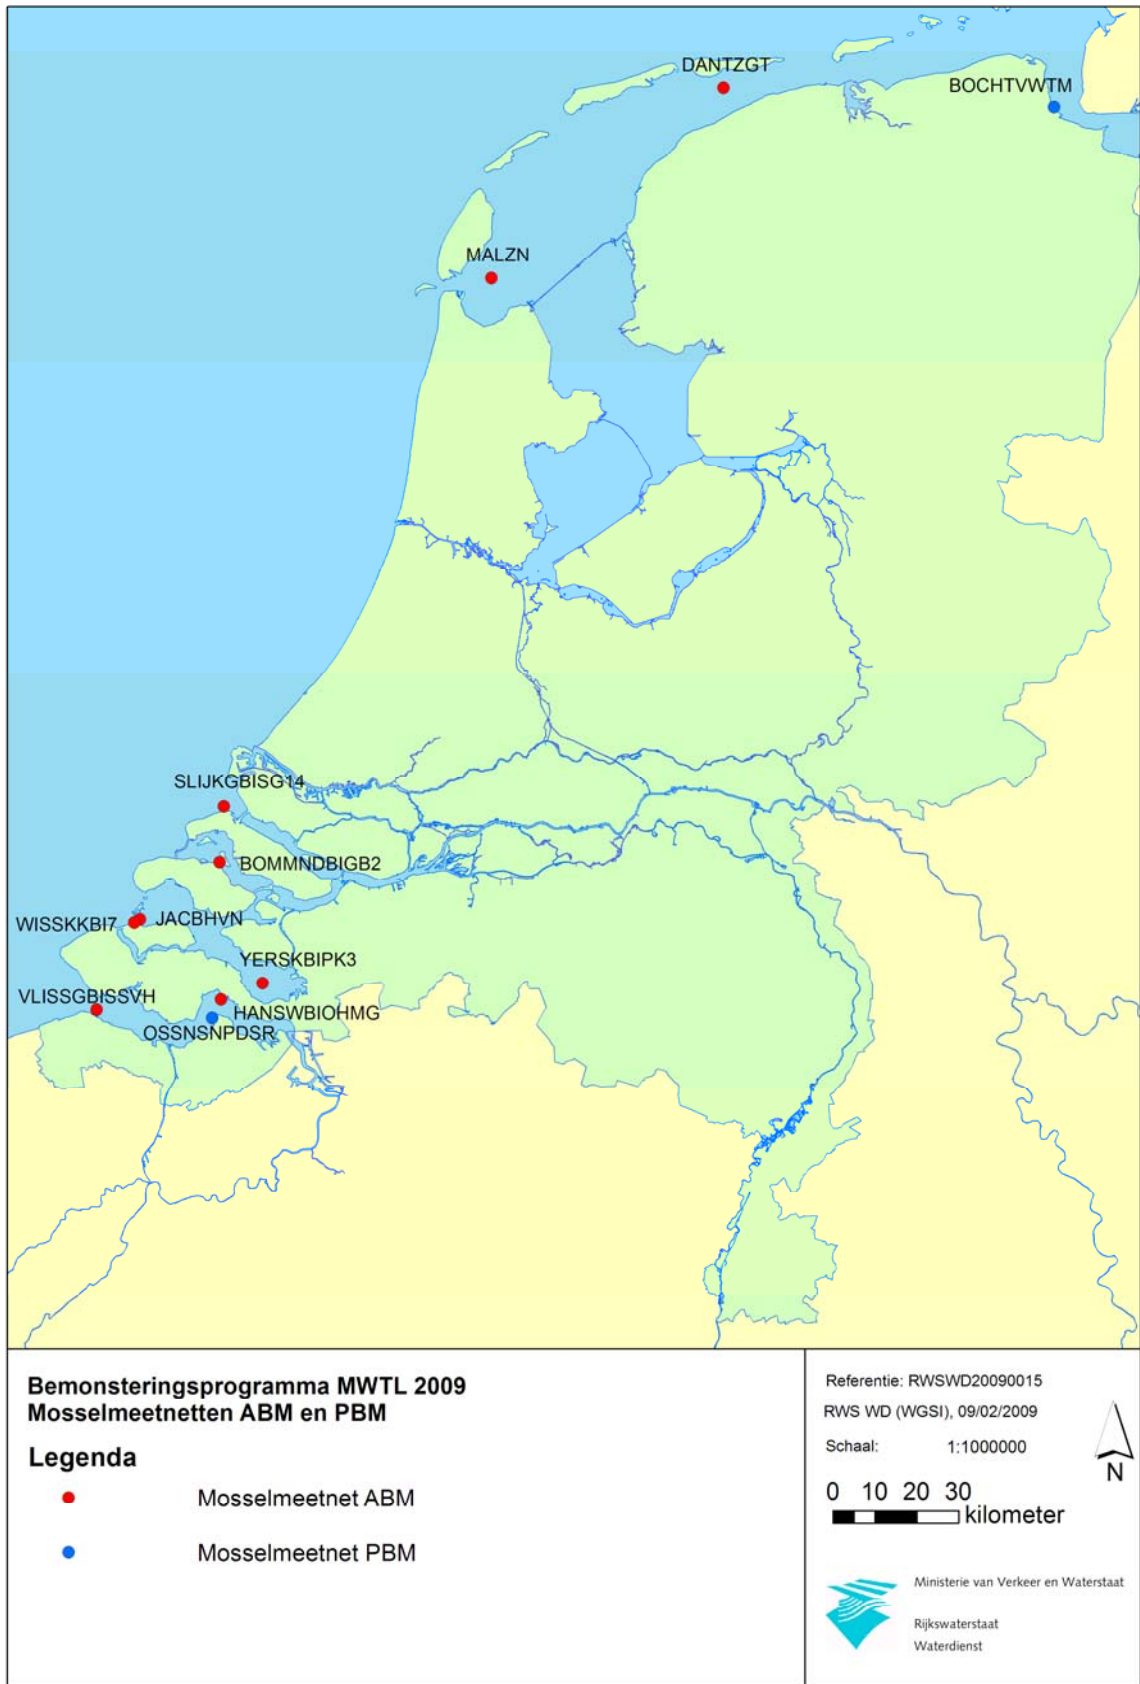 DANTZGT
BOCHTVWTM
MALZN
SLIJKGBISG14
BOMMNDBIGB2
JACBHVN
WISSKKBI7
YERSKBIPK3
VLISSGBISSVH
HANSWBIOHMG
OSSNSNPDSR
Bemonsteringsprogramma MWTL 2009
Mosselmeetnetten ABM en PBM
Legenda
Mosselmeetnet ABM
Mosselmeetnet PBM
Referentie: RWSWD20090015
RWS WD (WGSI), 09/02/2009
Schaal: 1:1000000
N
0 10 20 30
kilometer
Ministerie van Verkeer en Waterstaat
Rijkswaterstaat
Waterdienst